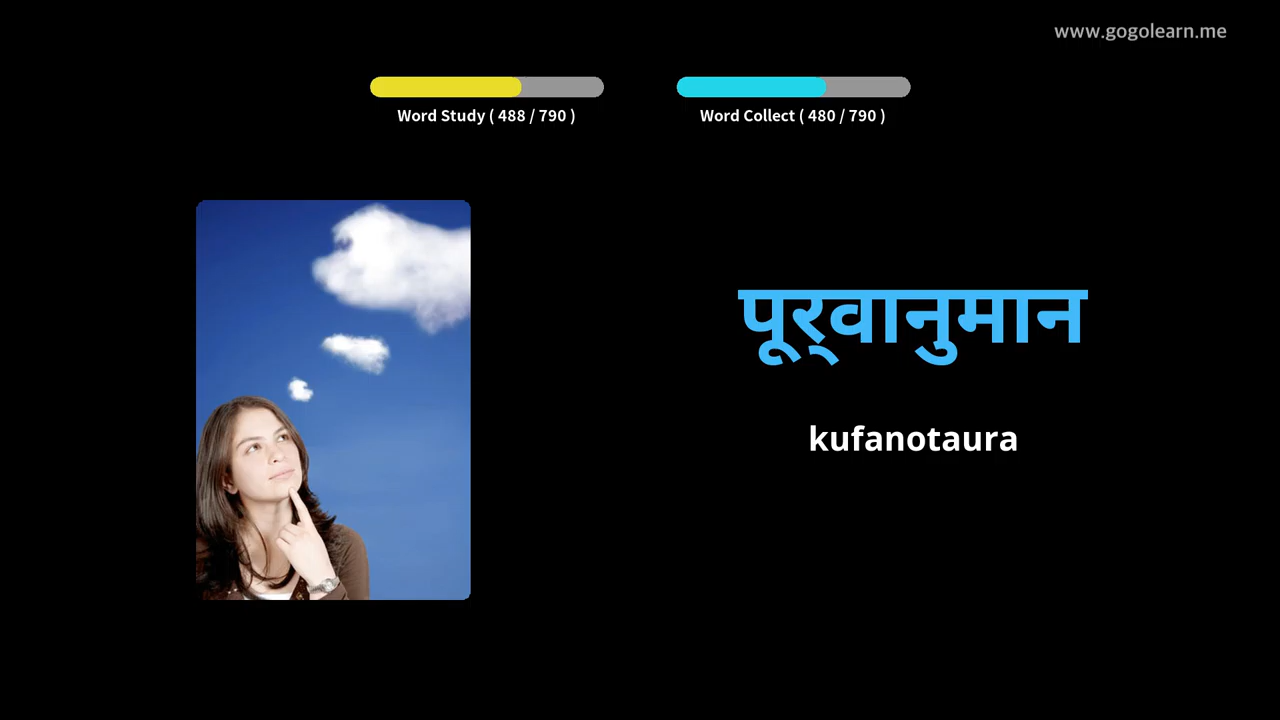 www.gogolearn.me
Word Study ( 488 / 790 )
Word Collect ( 480 / 790 )
पूर्‍वानुमान
kufanotaura